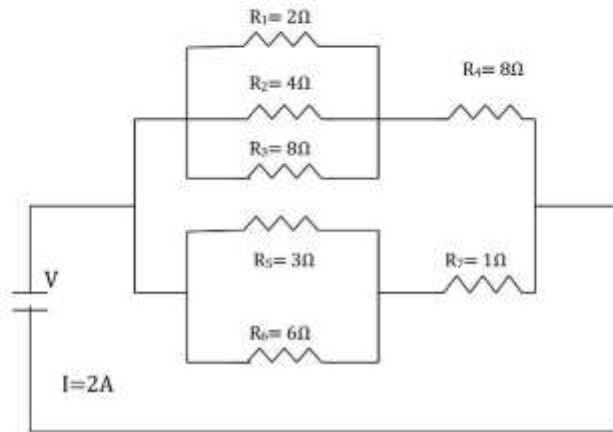 R₁= 2Ω
R₂= 4Ω
R₄= 8Ω
R₃= 8Ω
R₅= 3Ω
R₇= 1Ω
V
R₆= 6Ω
I=2A